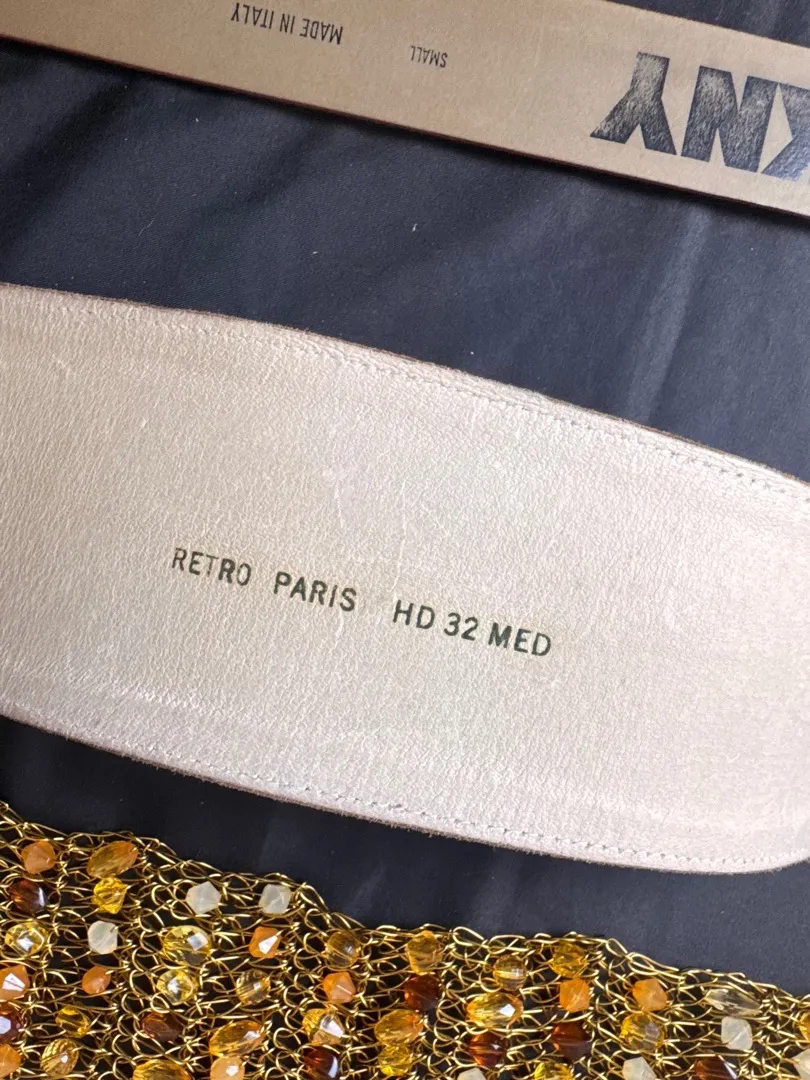 MADE IN ITALY
SMALL
KNY
RETRO PARIS HD 32 MED